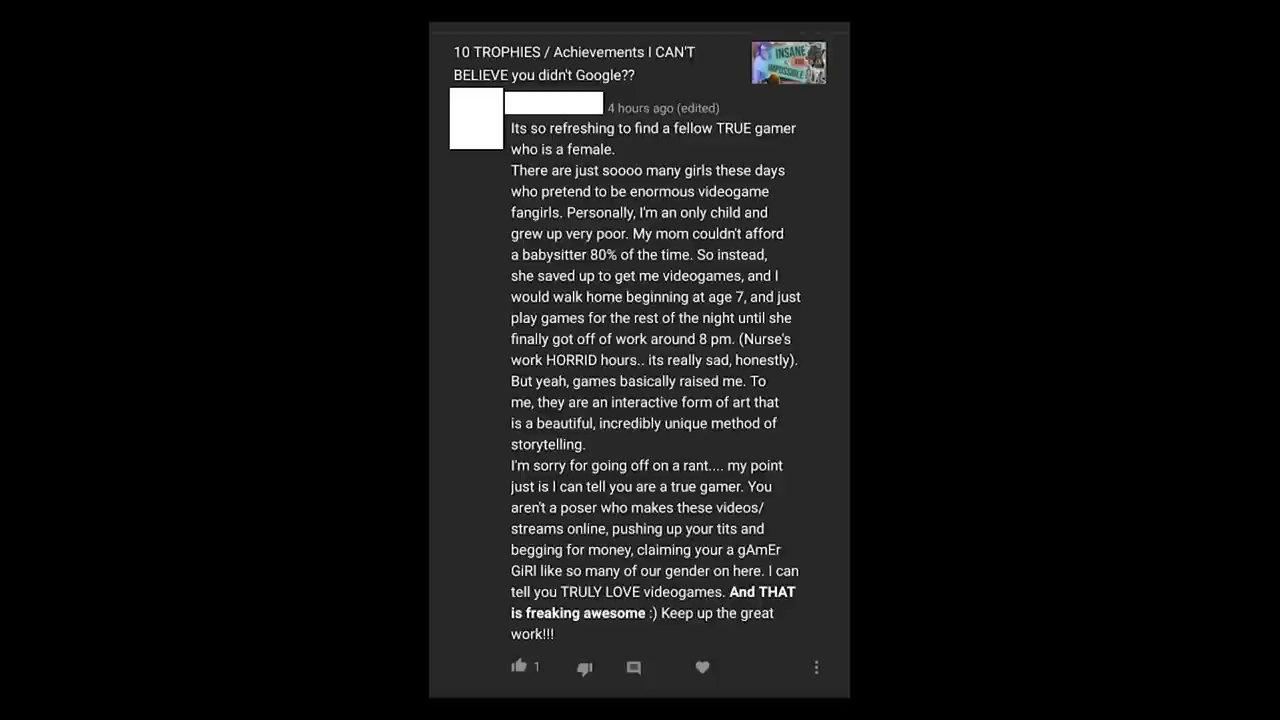 10 TROPHIES / Achievements I CAN'T
BELIEVE you didn't Google??
INSANE
IMPOSSIBLE
4 hours ago (edited)
Its so refreshing to find a fellow TRUE gamer
who is a female.
There are just soooo many girls these days
who pretend to be enormous videogame
fangirls. Personally, I'm an only child and
grew up very poor. My mom couldn't afford
a babysitter 80% of the time. So instead,
she saved up to get me videogames, and I
would walk home beginning at age 7, and just
play games for the rest of the night until she
finally got off of work around 8 pm. (Nurse's
work HORRID hours.. its really sad, honestly).
But yeah, games basically raised me. To
me, they are an interactive form of art that
is a beautiful, incredibly unique method of
storytelling.
I'm sorry for going off on a rant.... my point
just is I can tell you are a true gamer. You
aren't a poser who makes these videos/
streams online, pushing up your tits and
begging for money, claiming your a gAmEr
GiRl like so many of our gender on here. I can
tell you TRULY LOVE videogames. And THAT
is freaking awesome :) Keep up the great
work!!!
1